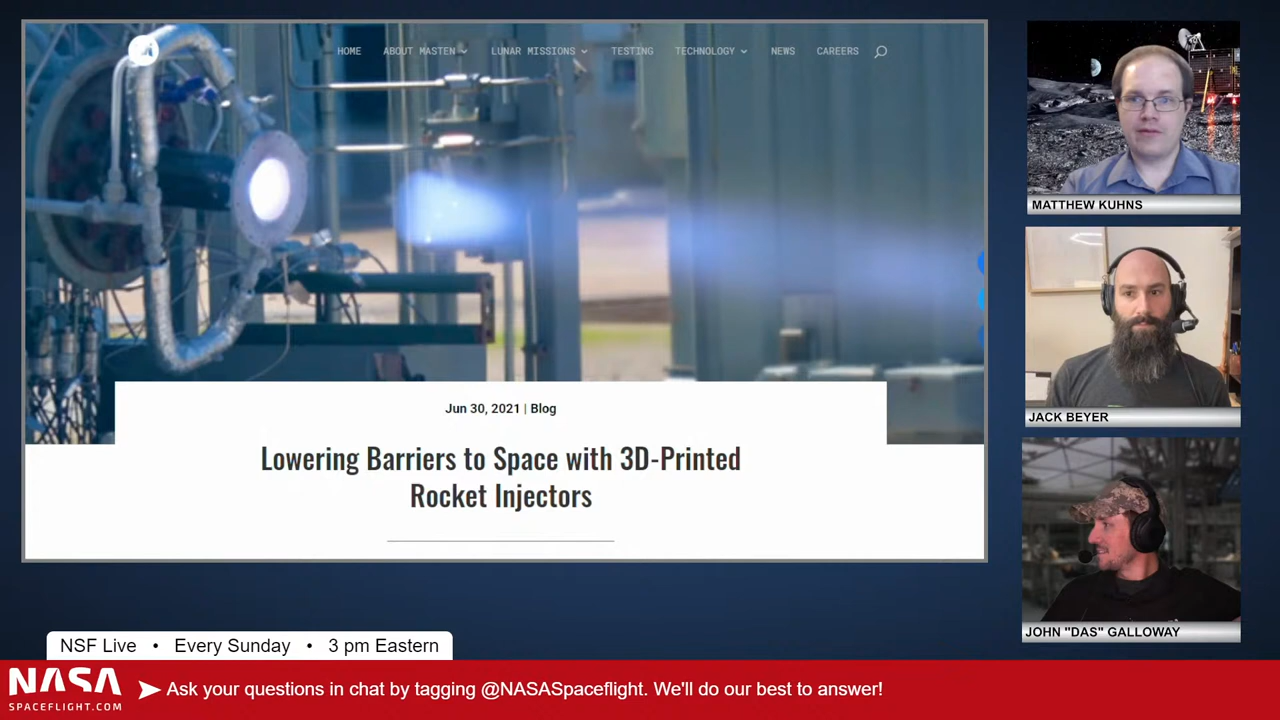 HOME ABOUT MASTEN LUNAR MISSIONS TESTING TECHNOLOGY NEWS CAREERS
Jun 30, 2021 | Blog
Lowering Barriers to Space with 3D-Printed
Rocket Injectors
MATTHEW KUHNS
JACK BEYER
JOHN "DAS" GALLOWAY
NSF Live • Every Sunday • 3 pm Eastern
NASA
SPACEFLIGHT.COM
Ask your questions in chat by tagging @NASASpaceflight. We'll do our best to answer!